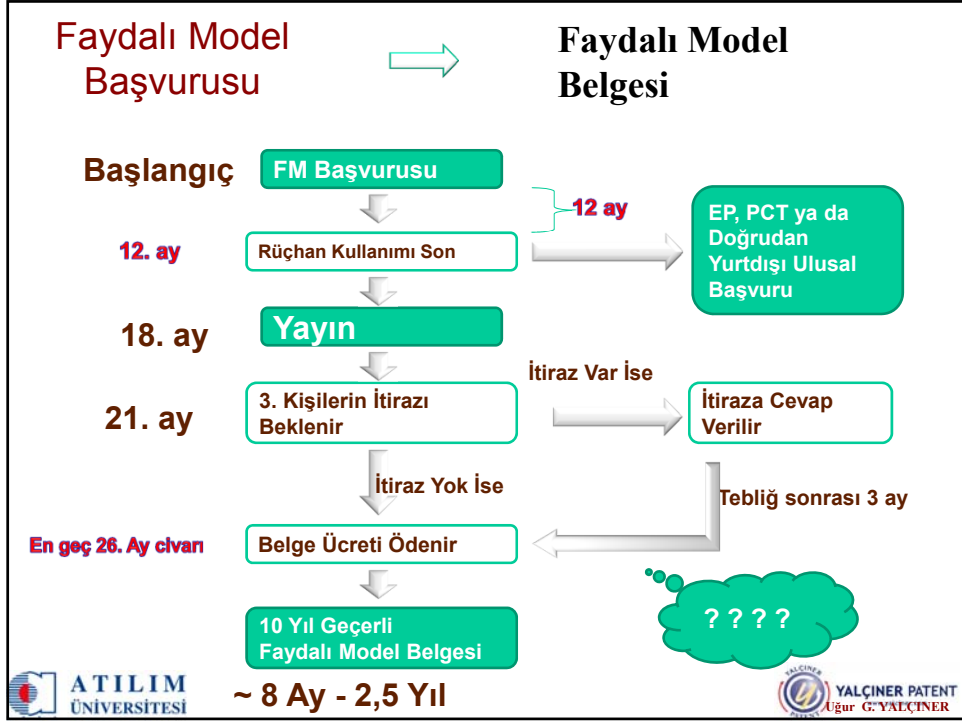 Faydalı Model
Başvurusu
Faydalı Model
Belgesi
Başlangıç
FM Başvurusu
12 ay
EP, PCT ya da
Doğrudan
Yurtdışı Ulusal
Başvuru
12. ay
Rüçhan Kullanımı Son
18. ay
Yayın
İtiraz Var İse
21. ay
3. Kişilerin İtirazı
Beklenir
İtiraza Cevap
Verilir
İtiraz Yok İse
Tebliğ sonrası 3 ay
En geç 26. Ay civarı
Belge Ücreti Ödenir
? ? ? ?
10 Yıl Geçerli
Faydalı Model Belgesi
~ 8 Ay - 2,5 Yıl
ATILIM
ÜNİVERSİTESİ
YALÇINER
PATENT
YALÇINER PATENT
Uğur G. YALÇINER